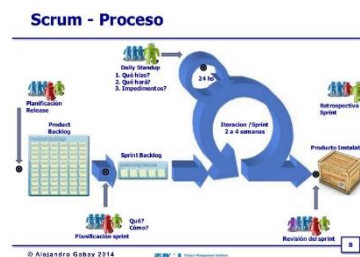 Scrum - Proceso
Daily Standup
1. Qué hizo?
2. Qué hará?
3. Impedimentos?
24 hs
Planificación
Release
Product
Backlog
Sprint Backlog
Iteracion /Sprint
2 a 4 semanas
Retrospectiva
Sprint
Producto Instalab
Qué?
Cómo?
Planificación sprint
Revisión del sprint
© Alejandro Gabay 2014
8